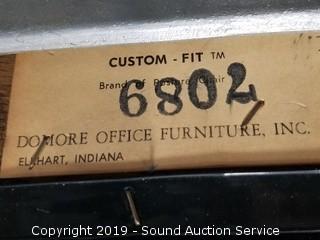 CUSTOM - FIT ™
Brand of Posture Chair
6802
DOMORE OFFICE FURNITURE, INC.
ELKHART, INDIANA
Copyright 2019 - Sound Auction Service